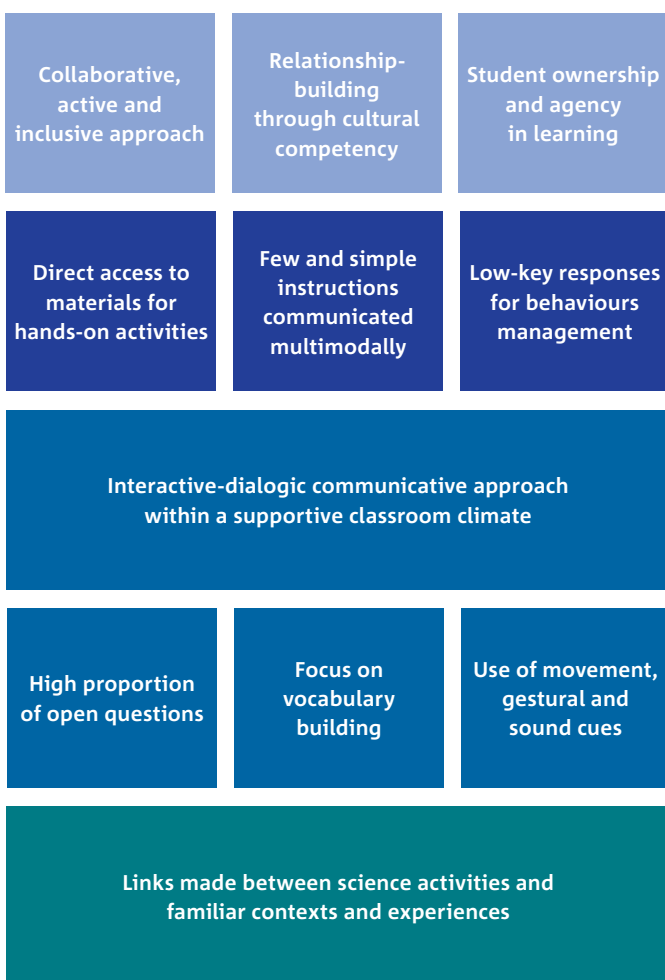 Collaborative,
active and
inclusive approach
Relationship-
building
through cultural
competency
Student ownership
and agency
in learning
Direct access to
materials for
hands-on activities
Few and simple
instructions
communicated
multimodally
Low-key responses
for behaviours
management
Interactive-dialogic communicative approach
within a supportive classroom climate
High proportion
of open questions
Focus on
vocabulary
building
Use of movement,
gestural and
sound cues
Links made between science activities and
familiar contexts and experiences